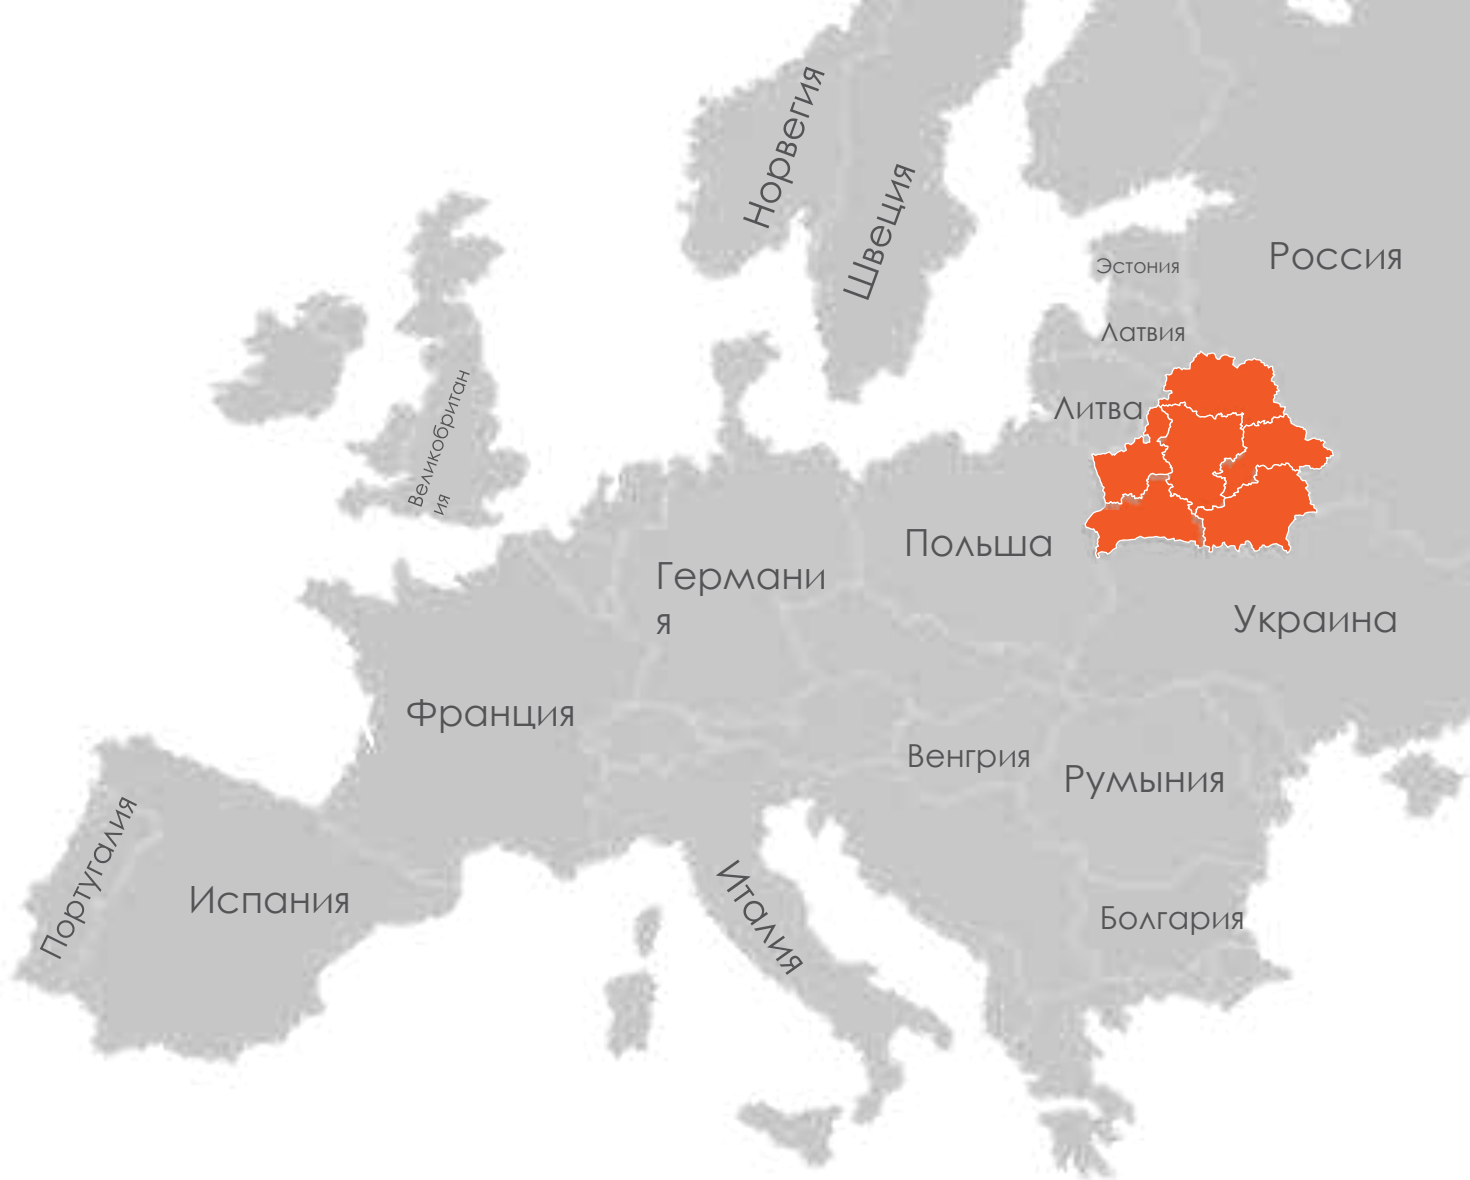 Норвегия
Швеция
Россия
Эстония
Латвия
Литва
Великобритан
ия
Польша
Германи
я
Украина
Франция
Венгрия
Румыния
Португалия
Испания
Италия
Болгария